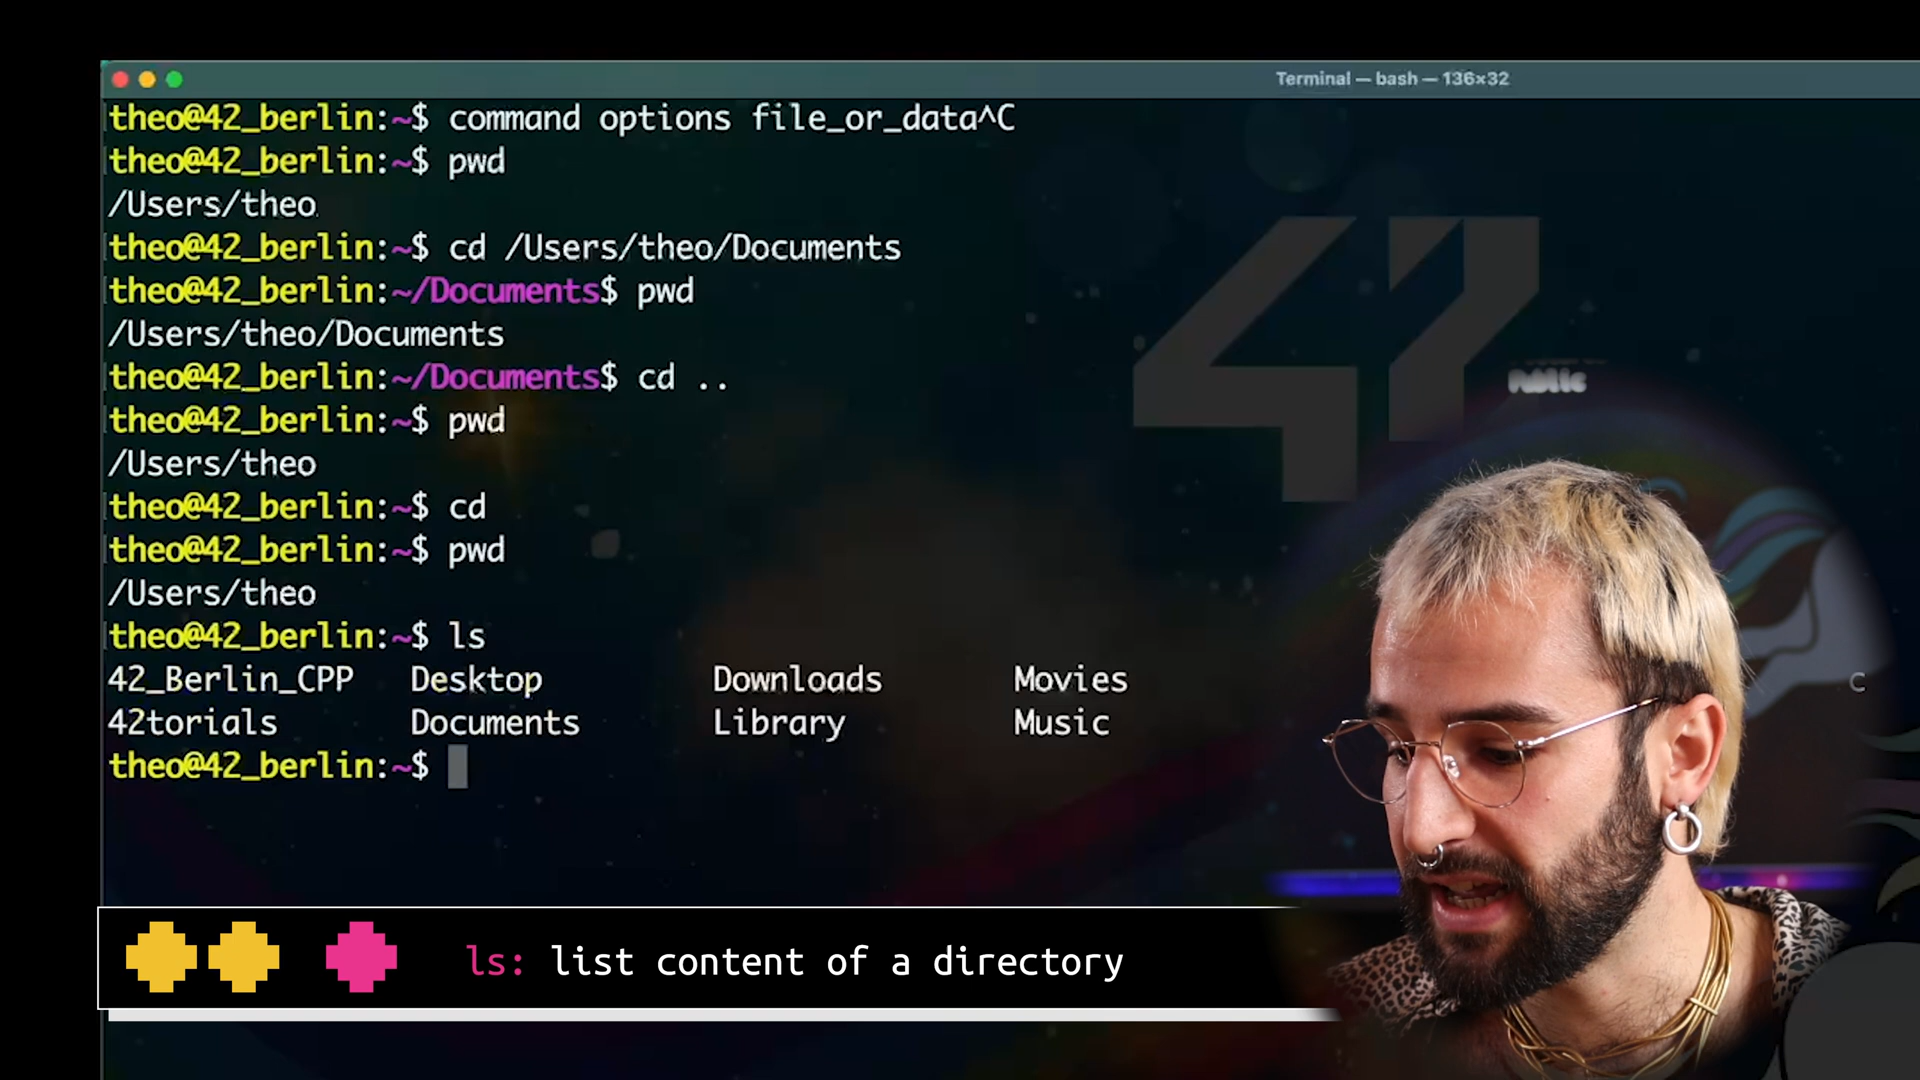 Terminal — bash — 136×32
theo@42_berlin:~$ command options file_or_data^C
theo@42_berlin:~$ pwd
/Users/theo
theo@42_berlin:~$ cd /Users/theo/Documents
theo@42_berlin:~/Documents$ pwd
/Users/theo/Documents
theo@42_berlin:~/Documents$ cd ..
theo@42_berlin:~$ pwd
/Users/theo
theo@42_berlin:~$ cd
theo@42_berlin:~$ pwd
/Users/theo
theo@42_berlin:~$ ls
42_Berlin_CPP Desktop Downloads Movies
42torials Documents Library Music
theo@42_berlin:~$
42
Public
C
ls: list content of a directory